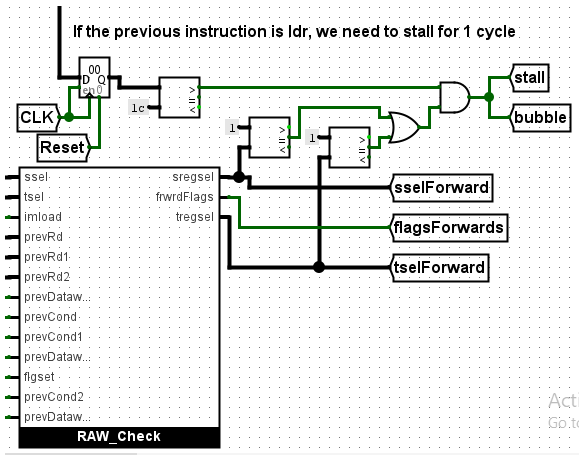 If the previous instruction is ldr, we need to stall for 1 cycle
00
D Q
en 0
> = <
1c
stall
CLK
bubble
1
> = <
1
> = <
Reset
ssel
sregsel
tsel
frwrdFlags
sselForward
imload
tregsel
prevRd
flagsForwards
prevRd1
prevRd2
tselForward
prevDataw...
prevCond
prevCond1
prevDataw...
flgset
prevCond2
Acti
prevDataw...
Go to
RAW_Check